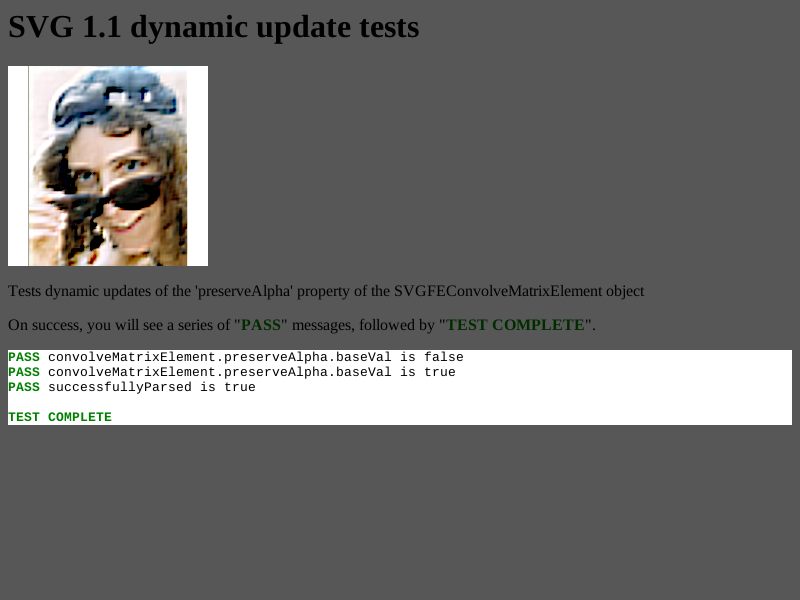 SVG 1.1 dynamic update tests
Tests dynamic updates of the 'preserveAlpha' property of the SVGFEConvolveMatrixElement object
On success, you will see a series of "PASS" messages, followed by "TEST COMPLETE".
PASS convolveMatrixElement.preserveAlpha.baseVal is false
PASS convolveMatrixElement.preserveAlpha.baseVal is true
PASS successfullyParsed is true
TEST COMPLETE